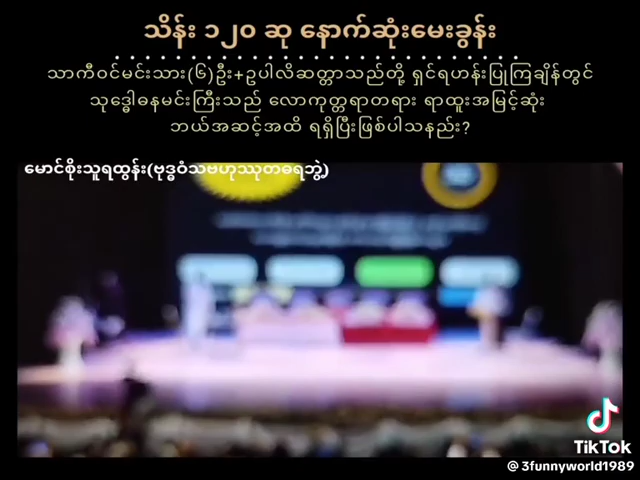 သိန်း ၁၂၀ ဆု နောက်ဆုံးမေးခွန်း
သာကီဝင်မင်းသား(၆)ဦး+ဥပါလိဆတ္တာသည်တို့ ရှင်ရဟန်းပြုကြချိန်တွင်
သုဒ္ဓေါဓနမင်းကြီးသည် လောကုတ္တရာတရား ရာထူးအမြင့်ဆုံး
ဘယ်အဆင့်အထိ ရရှိပြီးဖြစ်ပါသနည်း?
မောင်စိုးသူရထွန်း(ဗုဒ္ဓဝံသဗဟုဿုတဓရဘွဲ့)
TikTok
@3funnyworld1989